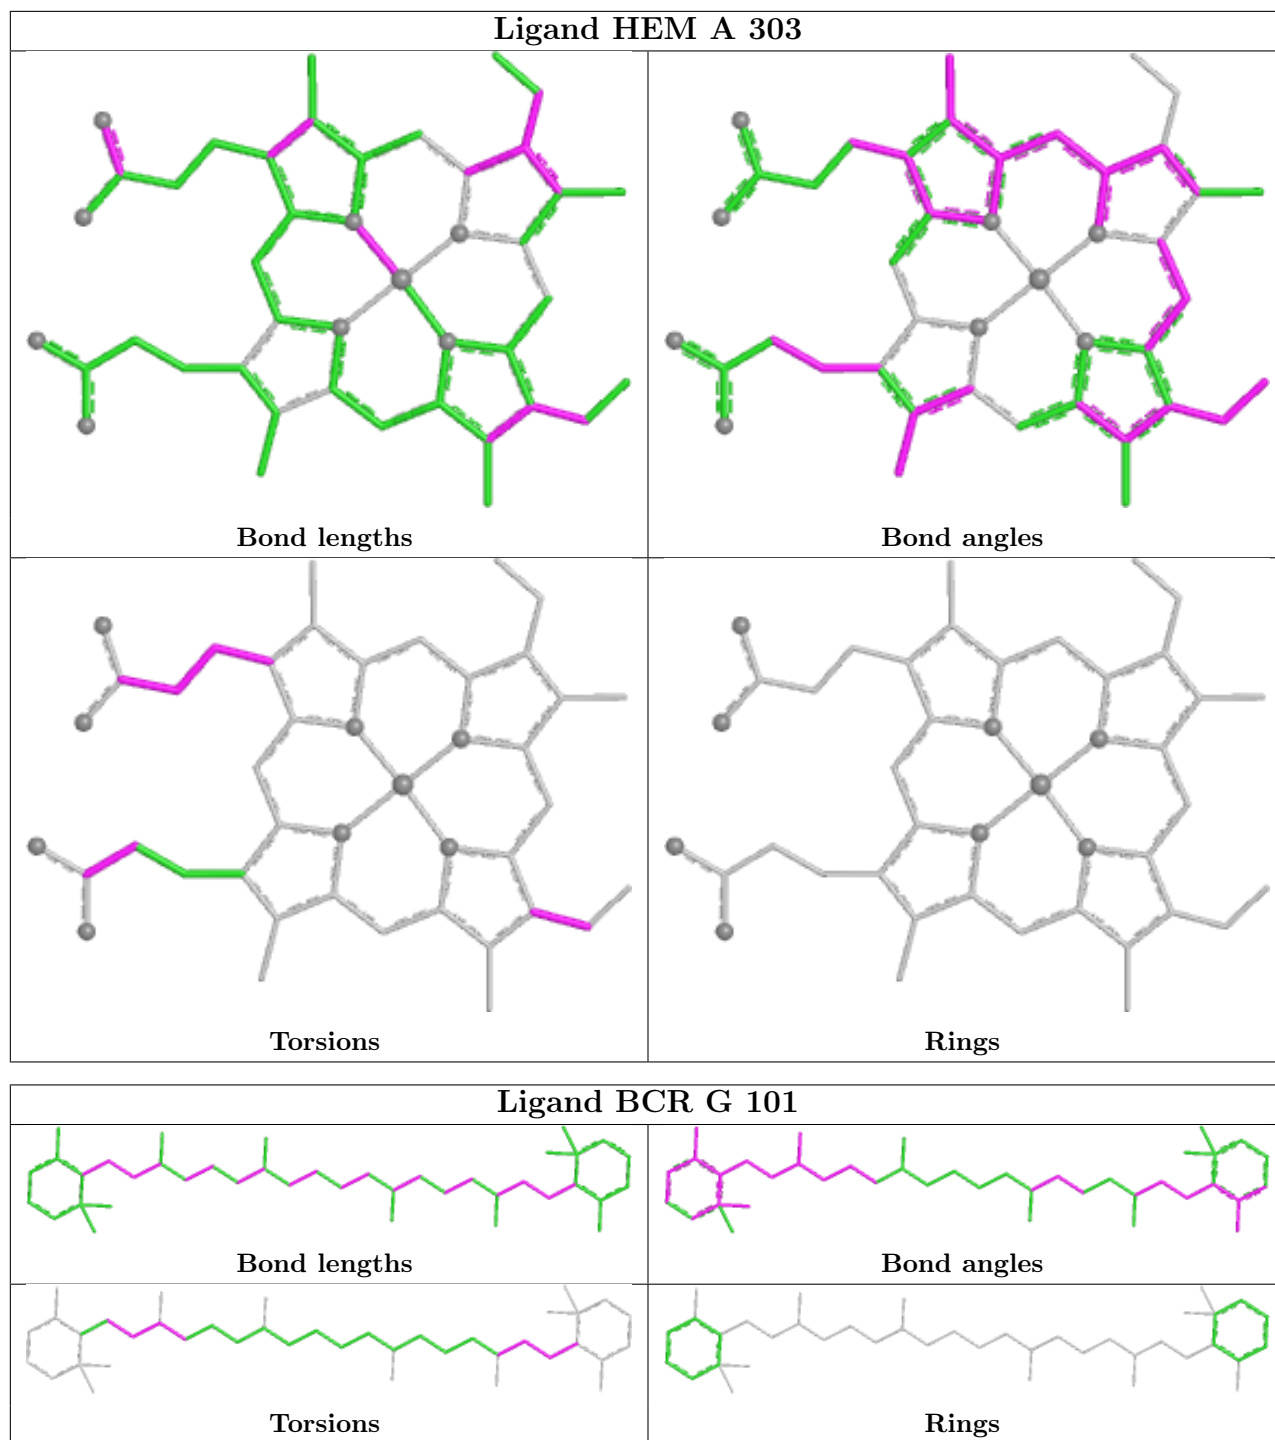 Ligand HEM A 303
Bond lengths
Bond angles
Torsions
Rings
Ligand BCR G 101
Bond lengths
Bond angles
Torsions
Rings